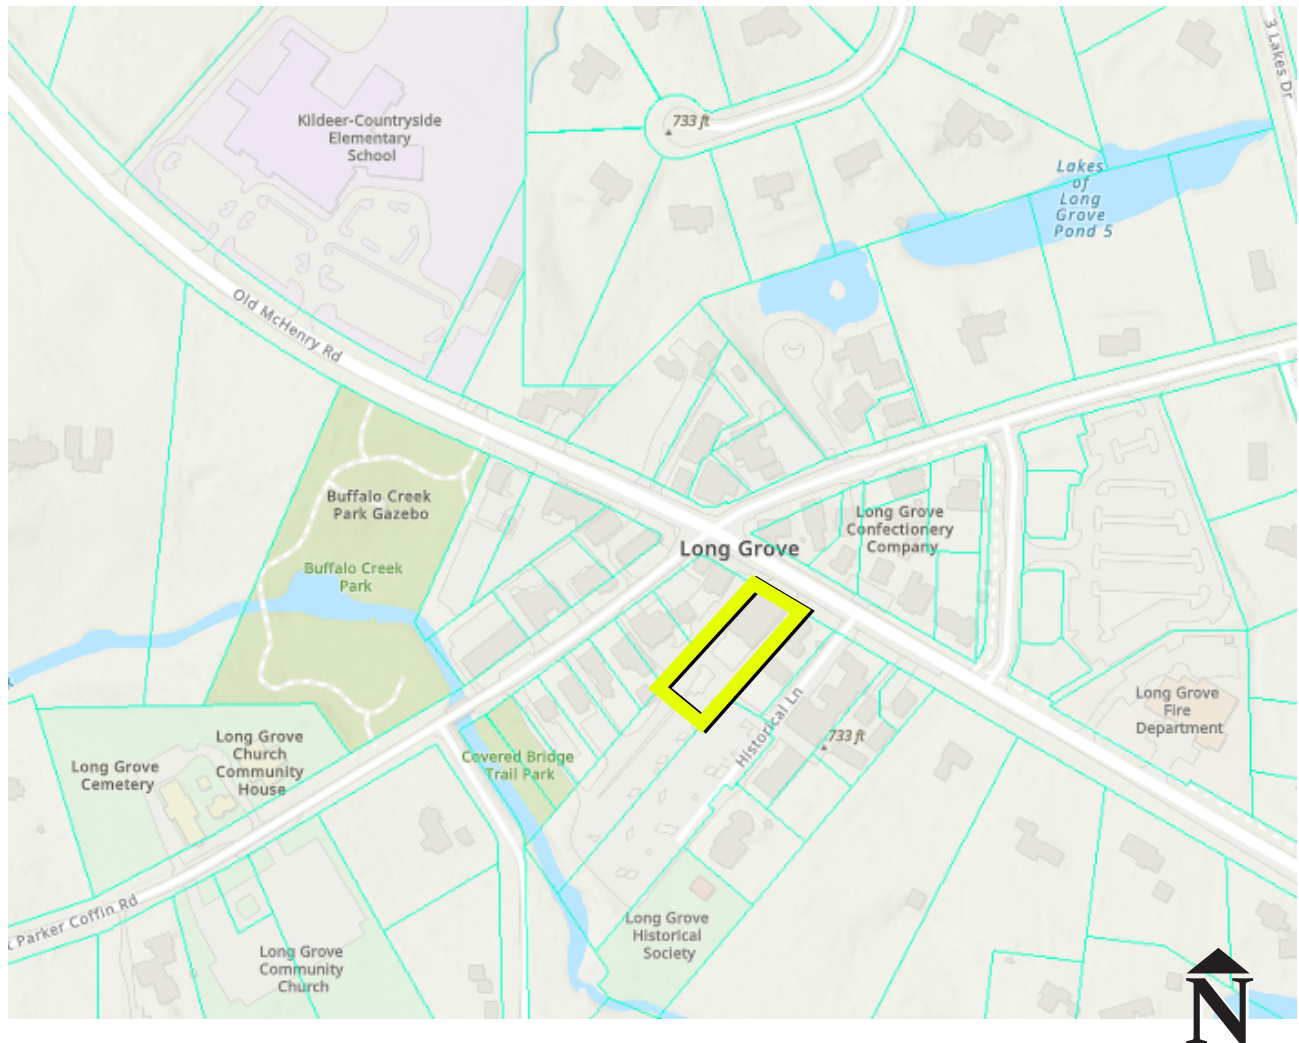 3 Lakes Dr
Kildeer-Countryside
Elementary
School
733 ft
Lakes
of
Long
Grove
Pond 5
Old McHenry Rd
Buffalo Creek
Park Gazebo
Long Grove
Confectionery
Company
Long Grove
Buffalo Creek
Park
Long Grove
Fire
Department
Historical Ln
733 ft
Long Grove
Church
Community
House
Long Grove
Cemetery
Covered Bridge
Trail Park
Parker Coffin Rd
Long Grove
Historical
Society
Long Grove
Community
Church
N